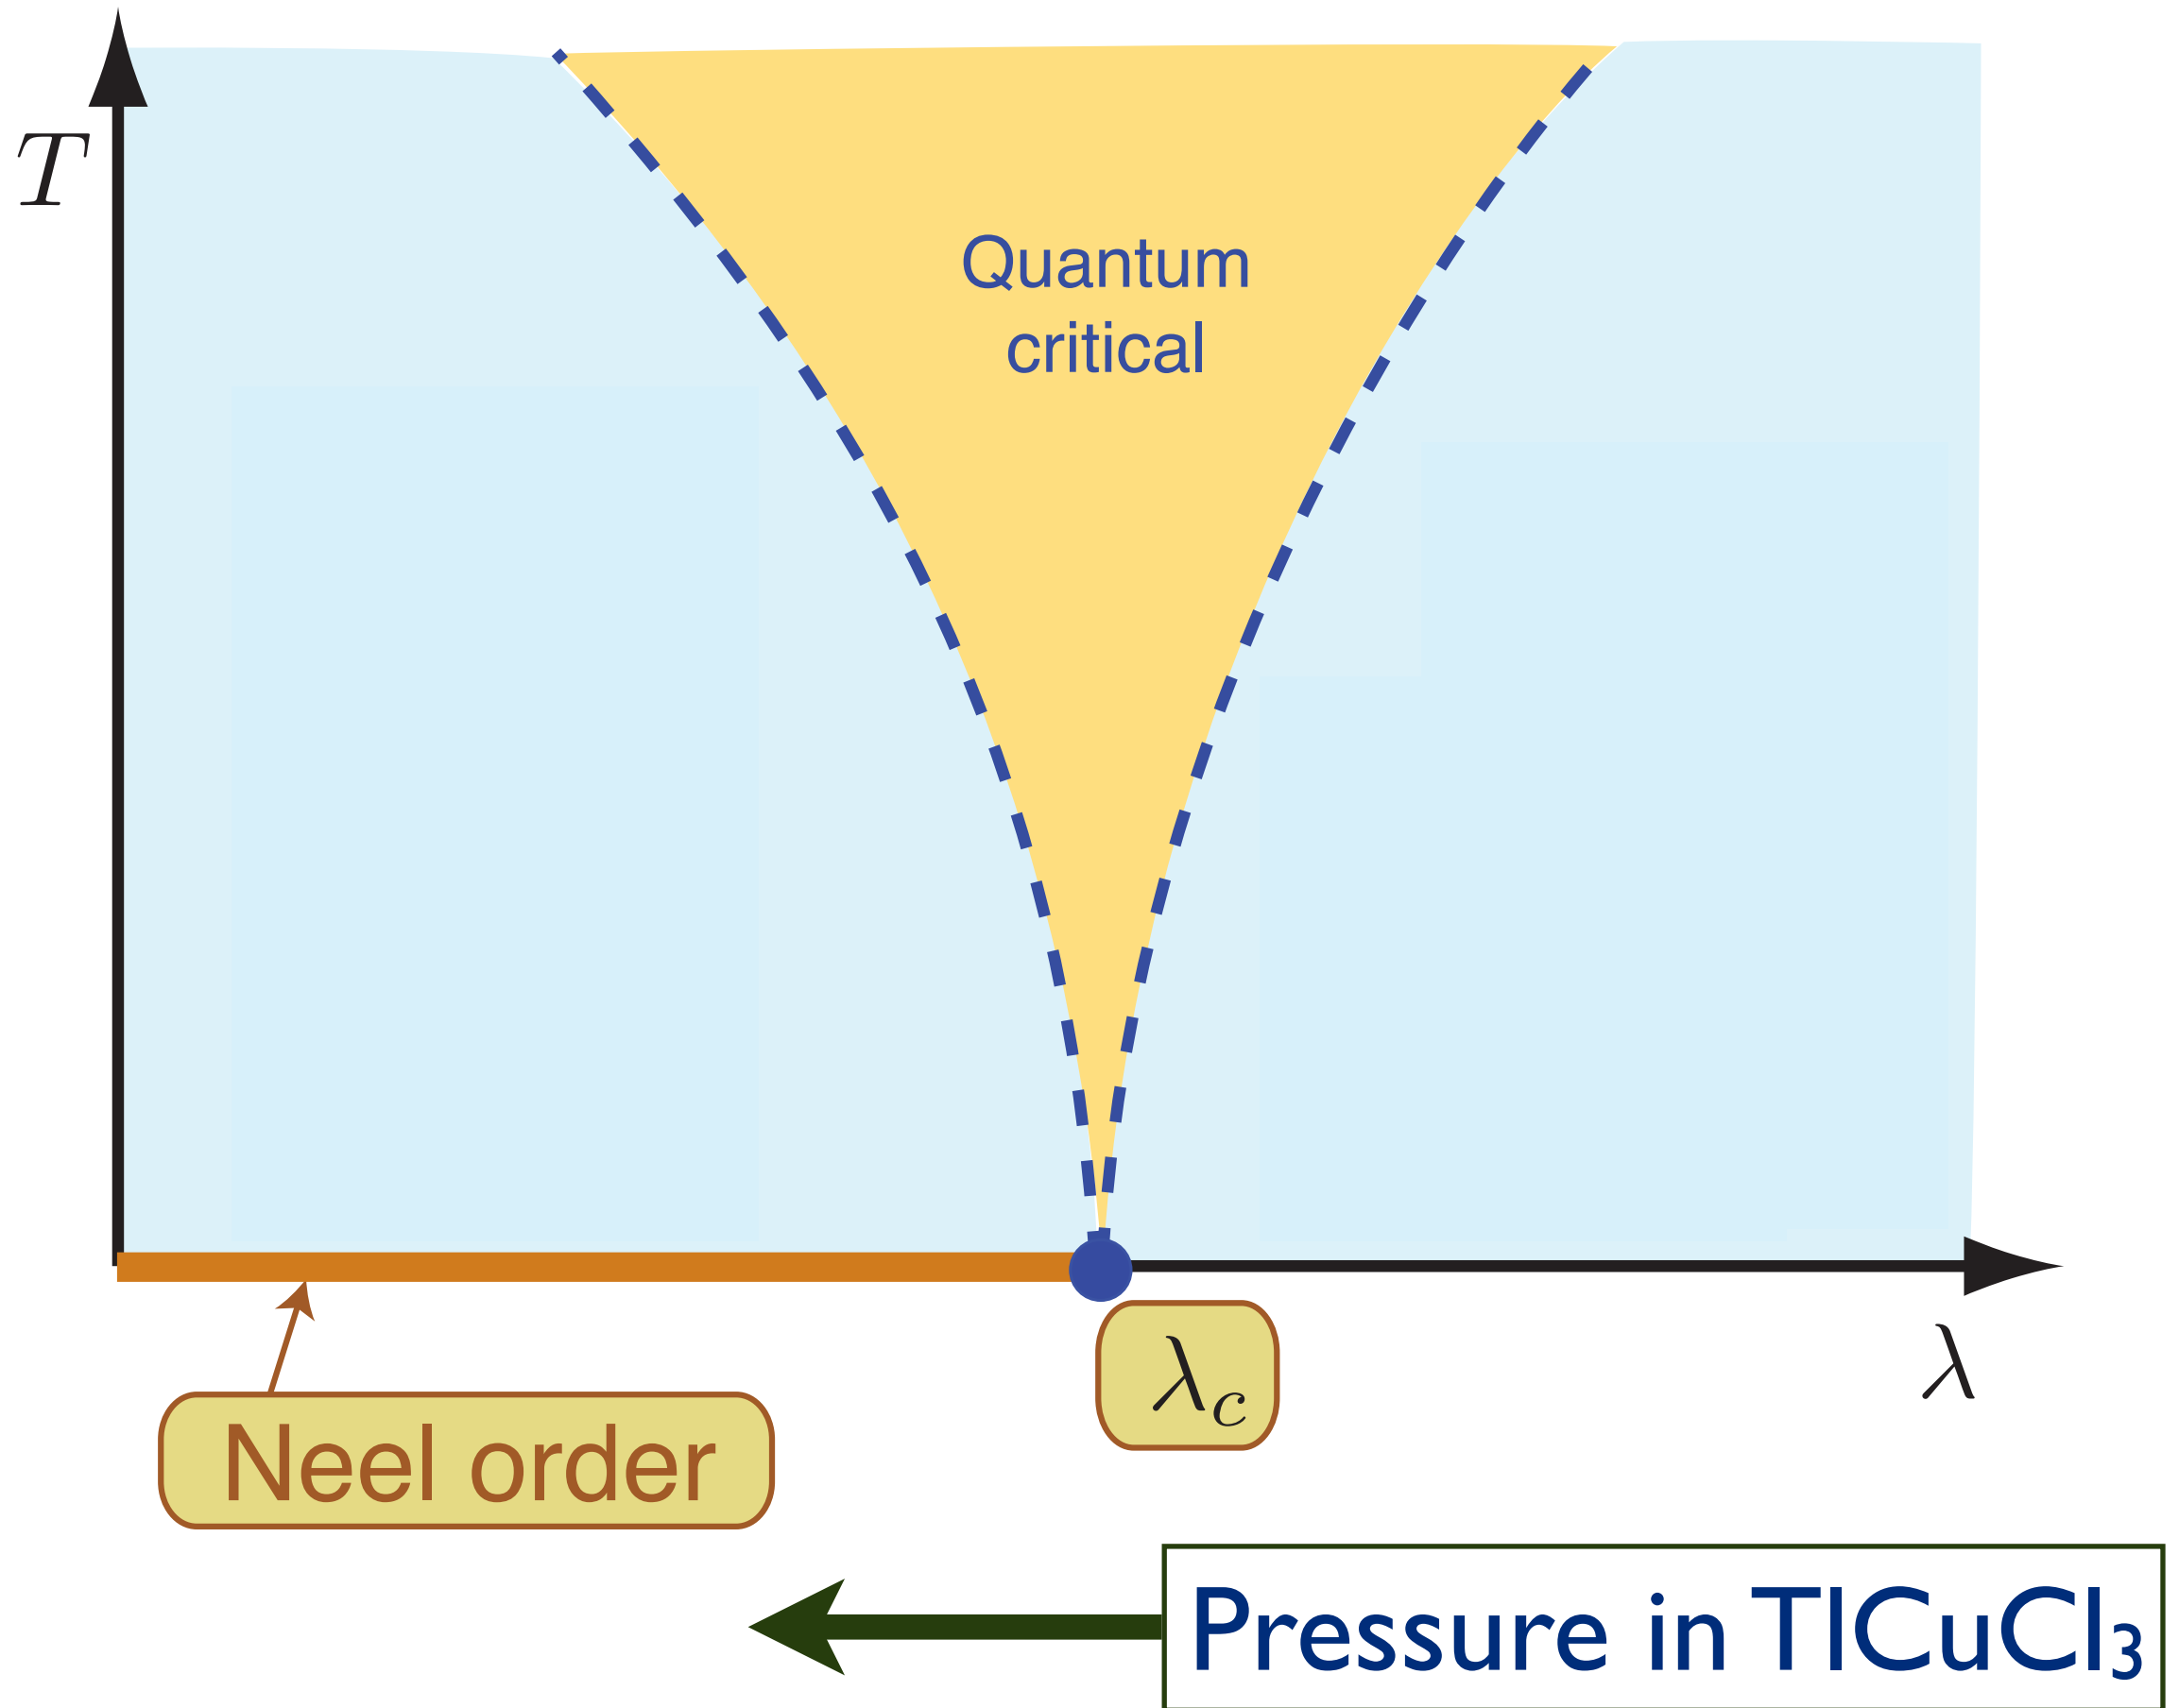 T
Quantum
critical
λ
λc
Neel order
Pressure in TlCuCl₃